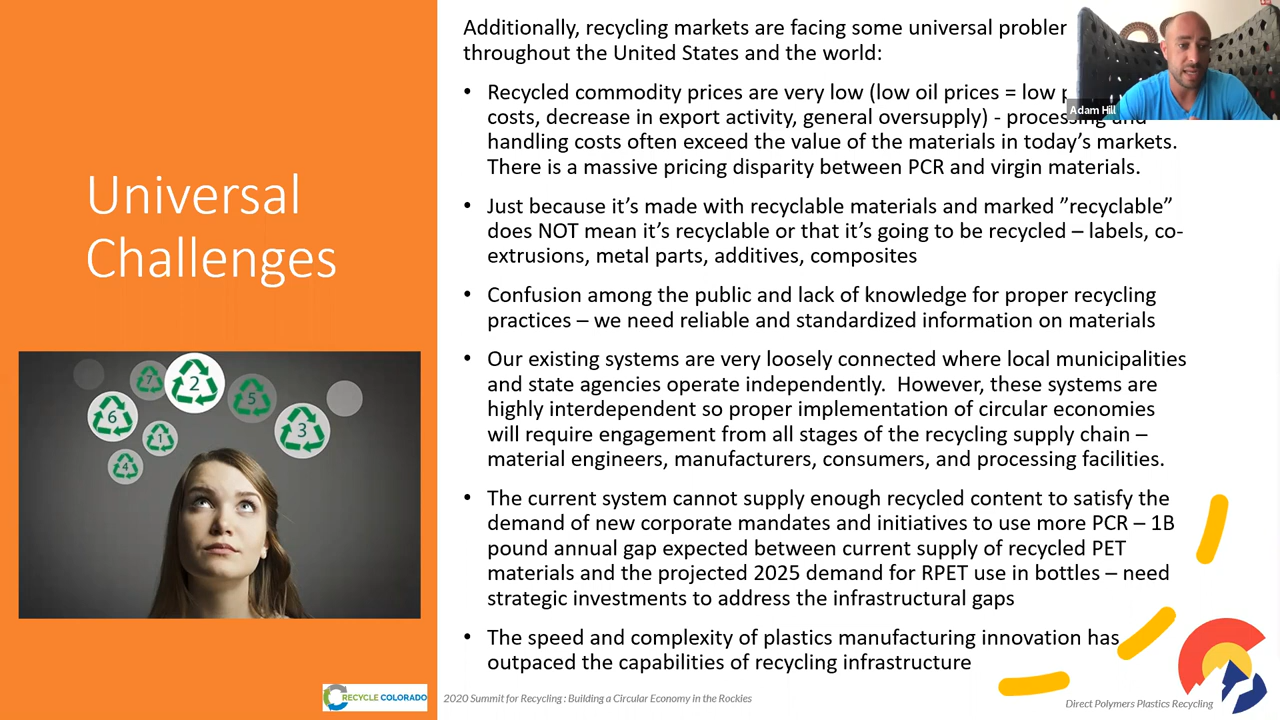 Universal
Challenges
7
2
5
6
1
3
4
Additionally, recycling markets are facing some universal
throughout the United States and the world:
• Recycled commodity prices are very low (low oil prices = low
costs, decrease in export activity, general oversupply) - processing and
handling costs often exceed the value of the materials in today’s markets.
There is a massive pricing disparity between PCR and virgin materials.
• Just because it’s made with recyclable materials and marked ”recyclable”
does NOT mean it’s recyclable or that it’s going to be recycled – labels, co-
extrusions, metal parts, additives, composites
• Confusion among the public and lack of knowledge for proper recycling
practices – we need reliable and standardized information on materials
• Our existing systems are very loosely connected where local municipalities
and state agencies operate independently.  However, these systems are
highly interdependent so proper implementation of circular economies
will require engagement from all stages of the recycling supply chain –
material engineers, manufacturers, consumers, and processing facilities.
• The current system cannot supply enough recycled content to satisfy the
demand of new corporate mandates and initiatives to use more PCR – 1B
pound annual gap expected between current supply of recycled PET
materials and the projected 2025 demand for RPET use in bottles – need
strategic investments to address the infrastructural gaps
• The speed and complexity of plastics manufacturing innovation has
outpaced the capabilities of recycling infrastructure
Adam Hill
RECYCLE COLORADO
2020 Summit for Recycling : Building a Circular Economy in the Rockies
Direct Polymers Plastics Recycling